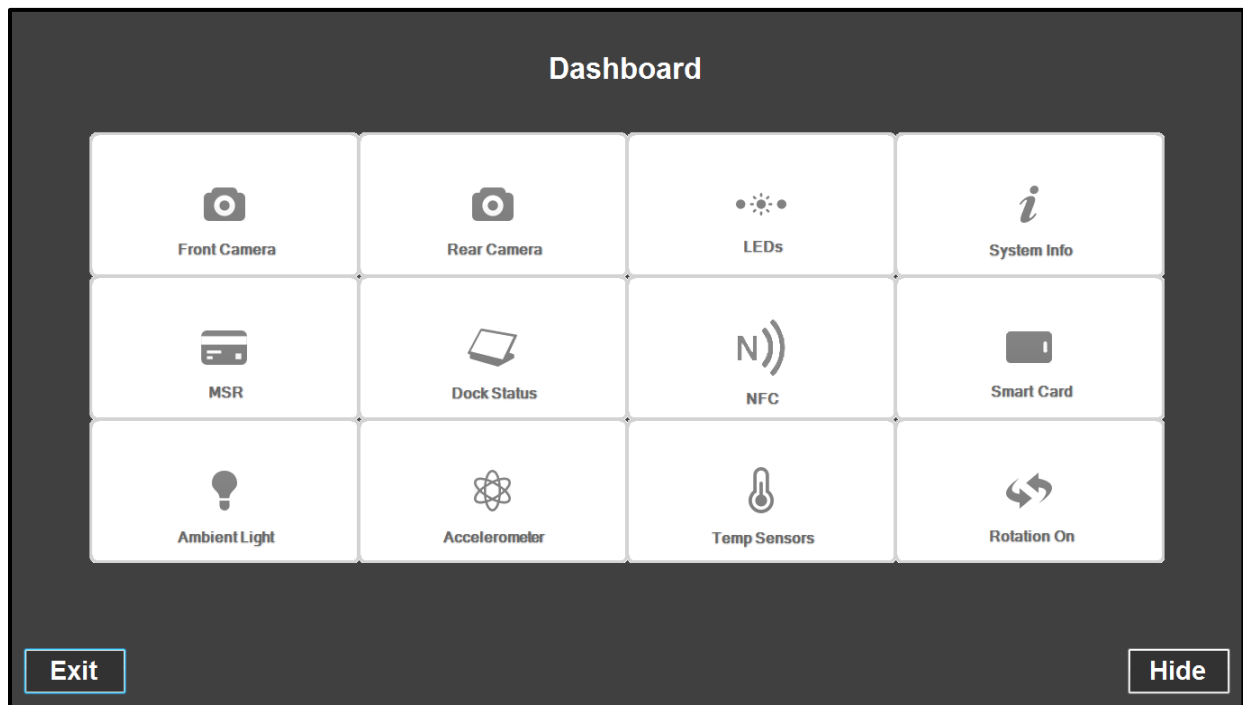 Dashboard
Front Camera
Rear Camera
LEDs
System Info
MSR
Dock Status
N
NFC
Smart Card
Ambient Light
Accelerometer
Temp Sensors
Rotation On
Exit
Hide